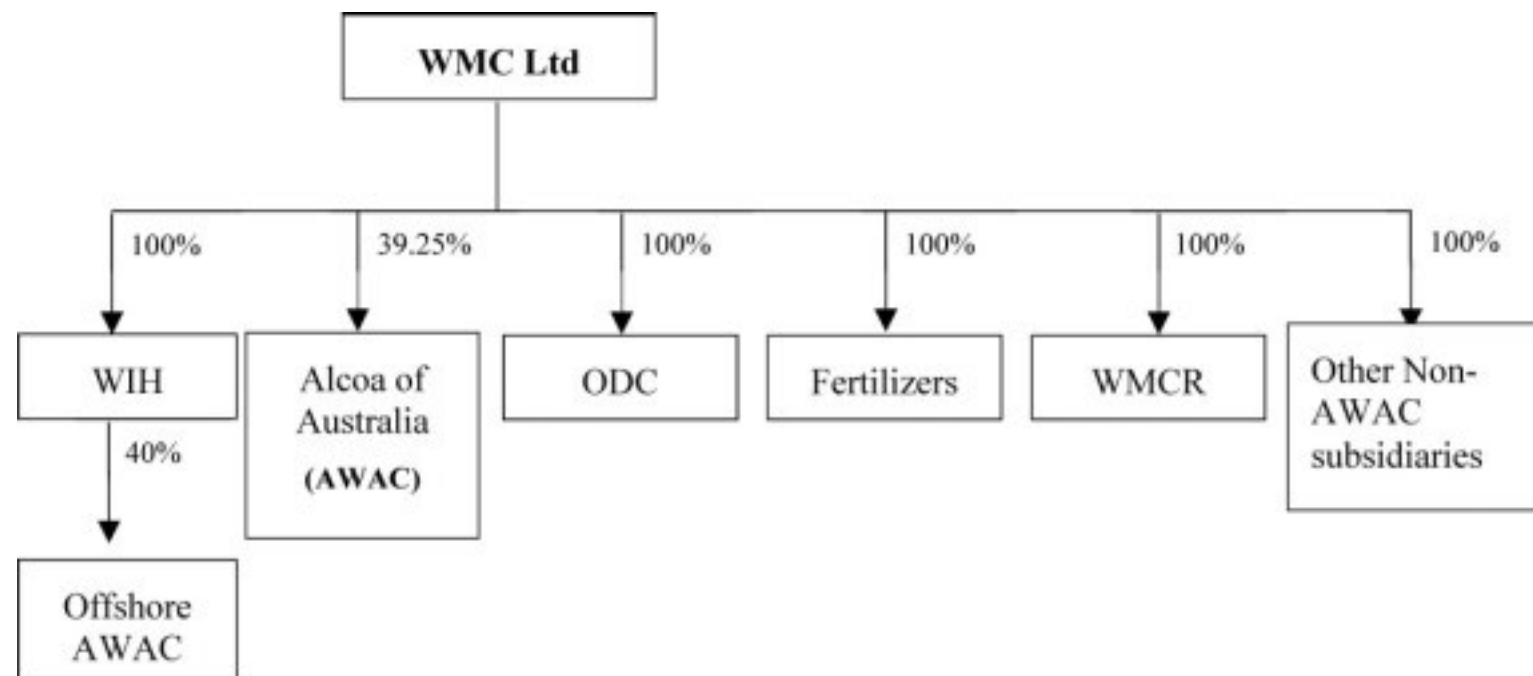 WMC Ltd
100%
39.25%
100%
100%
100%
100%
WIH
Alcoa of
Australia
(AWAC)
ODC
Fertilizers
WMCR
Other Non-
AWAC
subsidiaries
40%
Offshore
AWAC